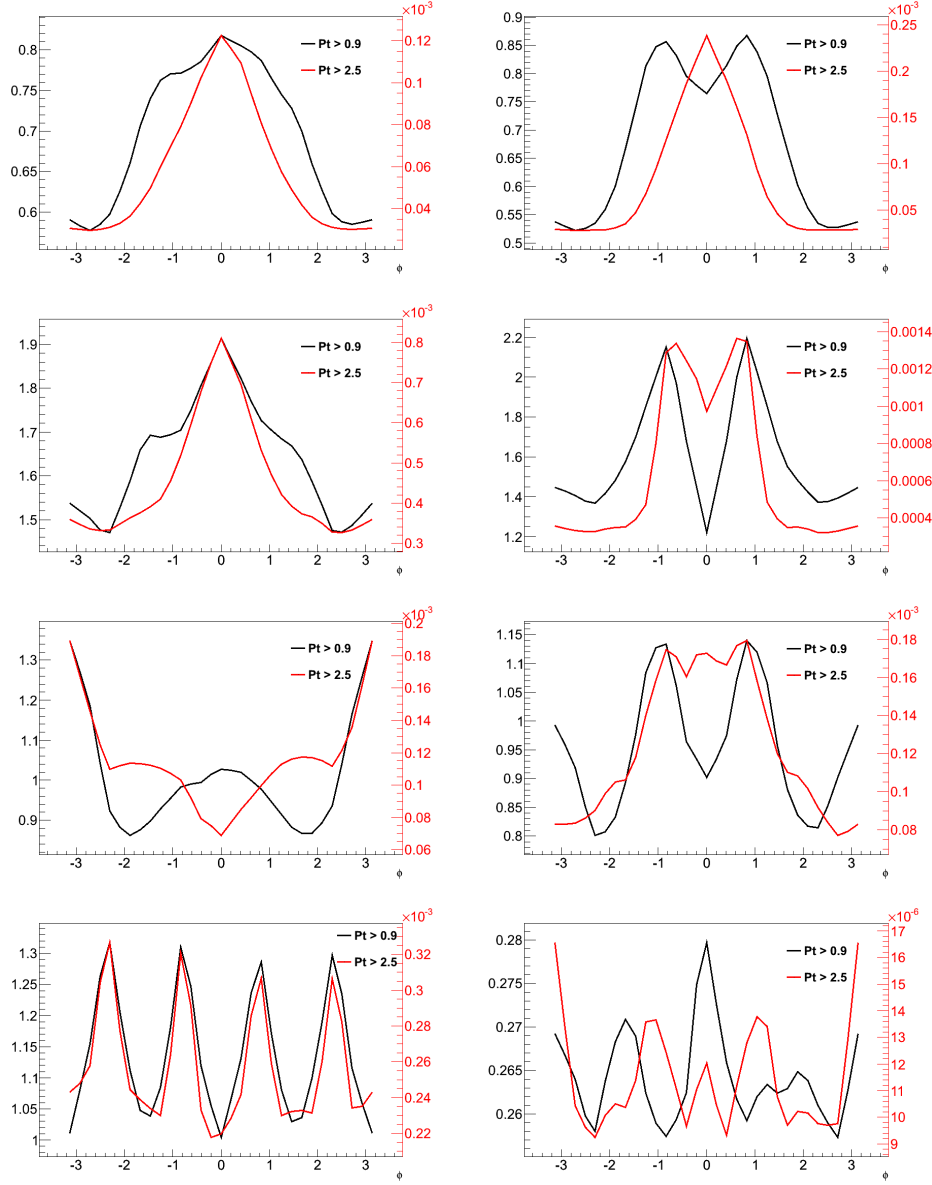 ×10⁻³ ×10⁻³
0.9 0.25
0.12 Pt > 0.9 0.85 Pt > 0.9
0.8 Pt > 2.5 0.8 Pt > 2.5 0.2
0.1 0.75
0.75 0.7 0.15
0.08
0.7 0.65 0.1
0.65 0.06 0.6
0.55 0.05
0.6 0.04 0.5
0
-3 -2 -1 0 1 2 3 -3 -2 -1 0 1 2 3
ϕ ϕ
×10⁻³
1.9 0.8 Pt > 0.9 2.2 Pt > 0.9 0.0014
Pt > 2.5 Pt > 2.5
1.8 0.7 2 0.0012
0.6 1.8 0.001
1.7 0.5 0.0008
1.6 1.6
0.4 1.4 0.0006
1.5 0.0004
0.3 1.2
-3 -2 -1 0 1 2 3 -3 -2 -1 0 1 2 3
ϕ ϕ
×10⁻³ ×10⁻³
0.2 1.15
1.3 Pt > 0.9 0.18 1.1 Pt > 0.9 0.18
Pt > 2.5 Pt > 2.5
1.2 0.16 1.05 0.16
0.14 1 0.14
1.1 0.12 0.95 0.12
1 0.1 0.9 0.1
0.9 0.08 0.85
0.06 0.8 0.08
-3 -2 -1 0 1 2 3 -3 -2 -1 0 1 2 3
ϕ ϕ
×10⁻³ ×10⁻⁶
Pt > 0.9 17
1.3 0.32 0.28 Pt > 0.9 16
Pt > 2.5 Pt > 2.5
1.25 0.3 0.275 15
1.2 0.28 14
0.27 13
1.15 0.26 12
1.1 0.265 11
1.05 0.24 0.26 10
1 0.22 9
-3 -2 -1 0 1 2 3 -3 -2 -1 0 1 2 3
ϕ ϕ